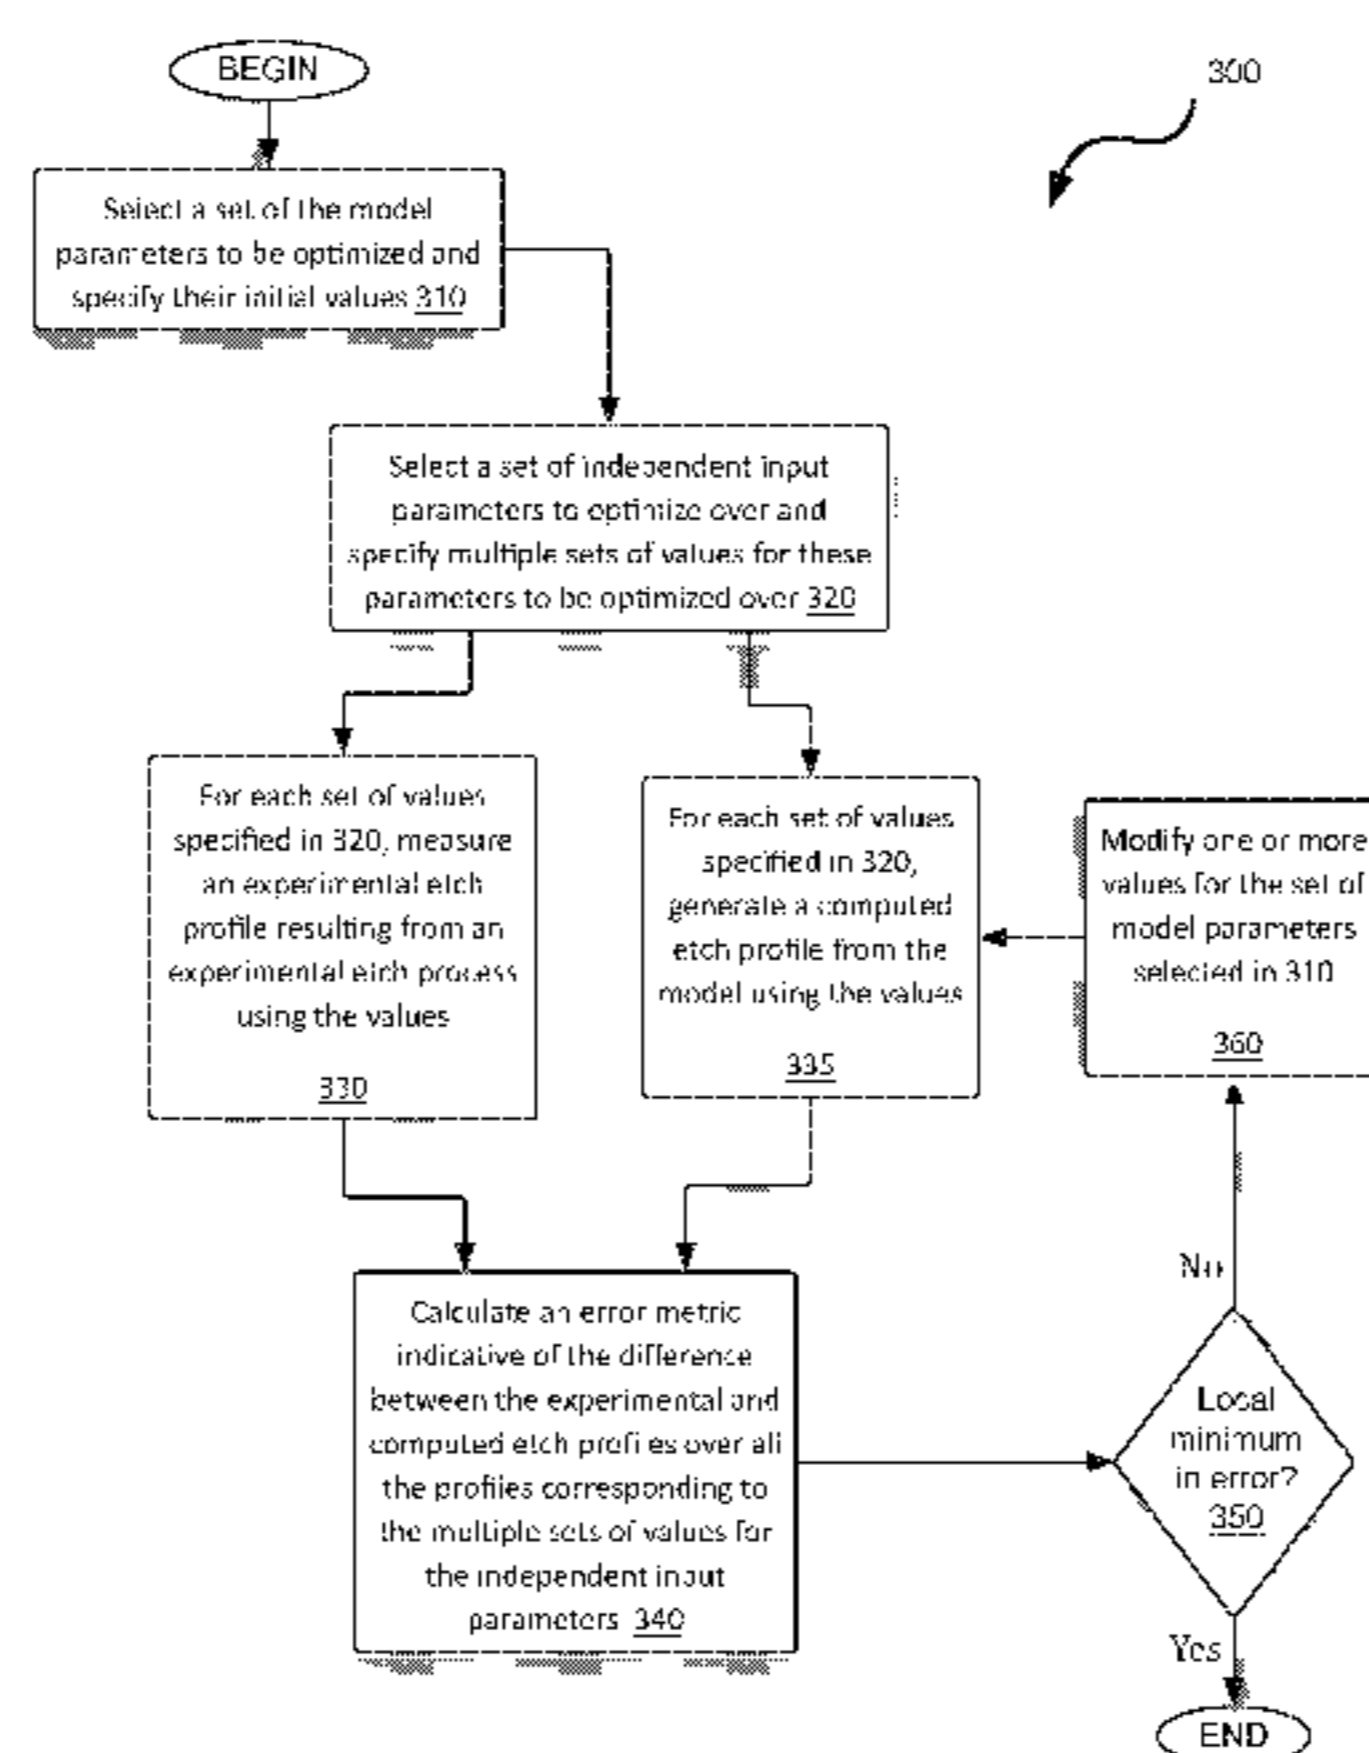 BEGIN
300
Select a set of the model
parameters to be optimized and
specify their initial values 310
Select a set of independent input
parameters to optimize over and
specify multiple sets of values for these
parameters to be optimized over 320
For each set of values
specified in 320, measure
an experimental etch
profile resulting from an
experimental etch process
using the values
330
For each set of values
specified in 320,
generate a computed
etch profile from the
model using the values
335
Modify one or more
values for the set of
model parameters
selected in 310
360
Calculate an error metric
indicative of the difference
between the experimental and
computed etch profiles over all
the profiles corresponding to
the multiple sets of values for
the independent input
parameters 340
No
Local
minimum
in error?
350
Yes
END